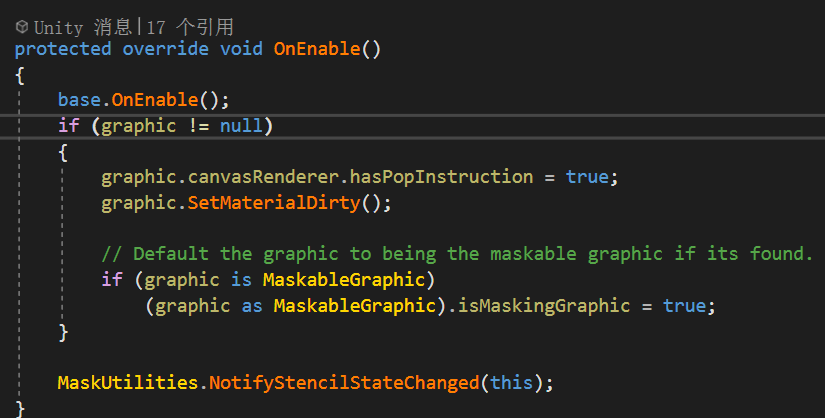 Unity 消息|17 个引用
protected override void OnEnable()
{
base.OnEnable();
if (graphic != null)
{
graphic.canvasRenderer.hasPopInstruction = true;
graphic.SetMaterialDirty();
// Default the graphic to being the maskable graphic if its found.
if (graphic is MaskableGraphic)
(graphic as MaskableGraphic).isMaskingGraphic = true;
}
MaskUtilities.NotifyStencilStateChanged(this);
}